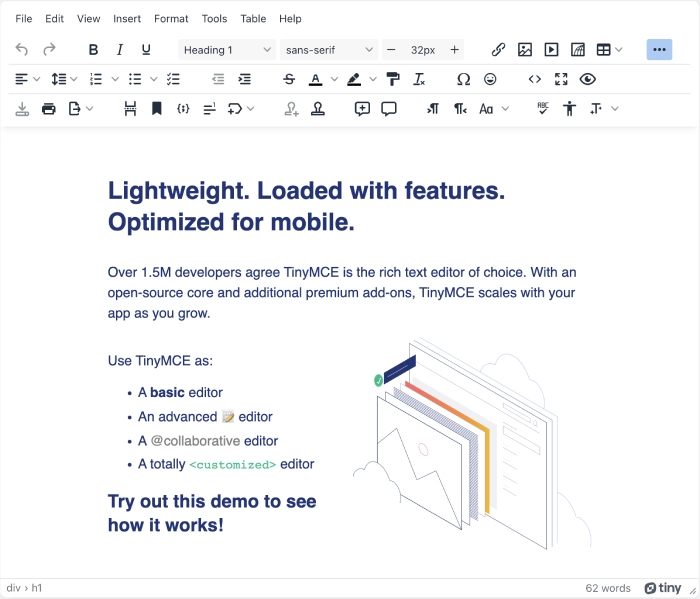 File Edit View Insert Format Tools Table Help
B I U Heading 1 sans-serif 32px
S A
Aa ABC T
Lightweight. Loaded with features.
Optimized for mobile.
Over 1.5M developers agree TinyMCE is the rich text editor of choice. With an
open-source core and additional premium add-ons, TinyMCE scales with your
app as you grow.
Use TinyMCE as:
• A basic editor
• An advanced 📝 editor
• A @collaborative editor
• A totally <customized> editor
Try out this demo to see
how it works!
div › h1 62 words tiny